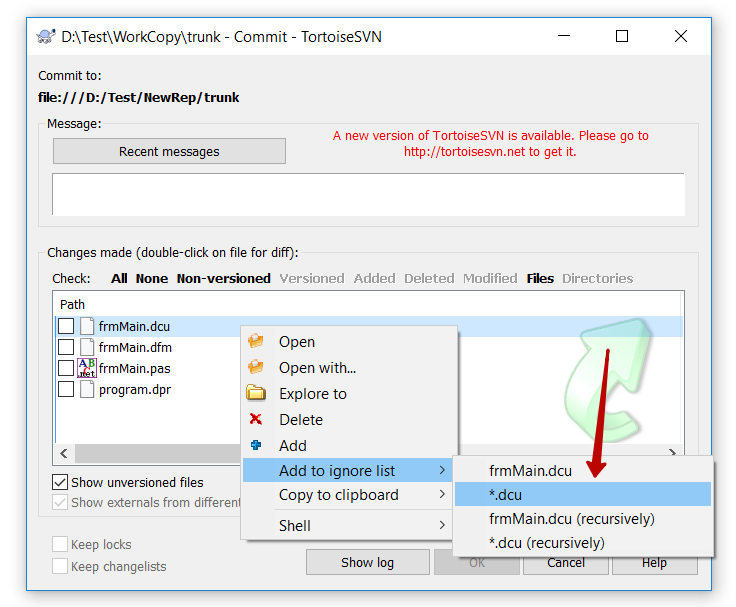 D:\Test\WorkCopy\trunk - Commit - TortoiseSVN
Commit to:
file:///D:/Test/NewRep/trunk
Message:
Recent messages
A new version of TortoiseSVN is available. Please go to
http://tortoisesvn.net to get it.
Changes made (double-click on file for diff):
Check: All None Non-versioned Versioned Added Deleted Modified Files Directories
Path
frmMain.dcu
frmMain.dfm
frmMain.pas
program.dpr
Open
Open with...
Explore to
Delete
Add
Add to ignore list
Copy to clipboard
Shell
frmMain.dcu
*.dcu
frmMain.dcu (recursively)
*.dcu (recursively)
Show unversioned files
Show externals from different
Keep locks
Keep changelists
Show log
OK
Cancel
Help